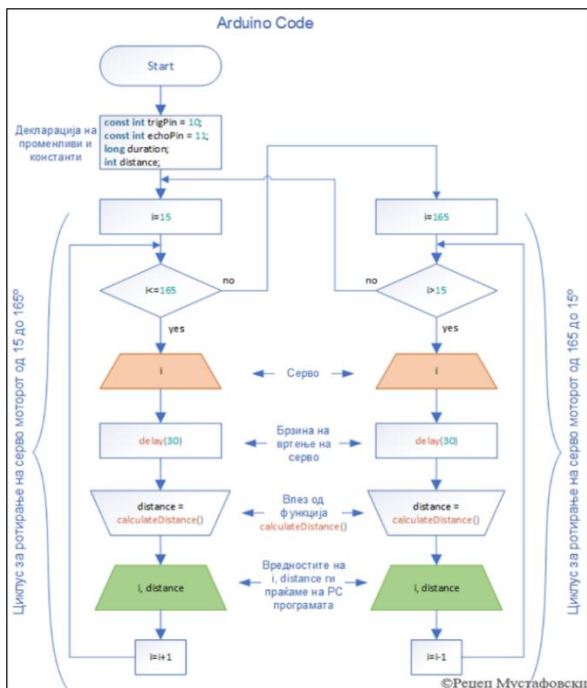 Arduino Code
Start
Декларација на
променливи и
константи
const int trigPin = 10;
const int echoPin = 11;
long duration;
int distance;
i=15
i=165
i<=165
no
yes
no
i>15
yes
i
Серво
i
delay(30)
Брзина на
вртење на
серво
delay(30)
distance =
calculateDistance()
Влез од
функција
calculateDistance()
distance =
calculateDistance()
i, distance
Вредностите на
i, distance ги
праќаме на PC
програмата
i, distance
i=i+1
i=i-1
Циклус за ротирање на серво моторот од 15 до 165º
Циклус за ротирање на серво моторот од 165 до 15º
©Реџеп Мустафовски